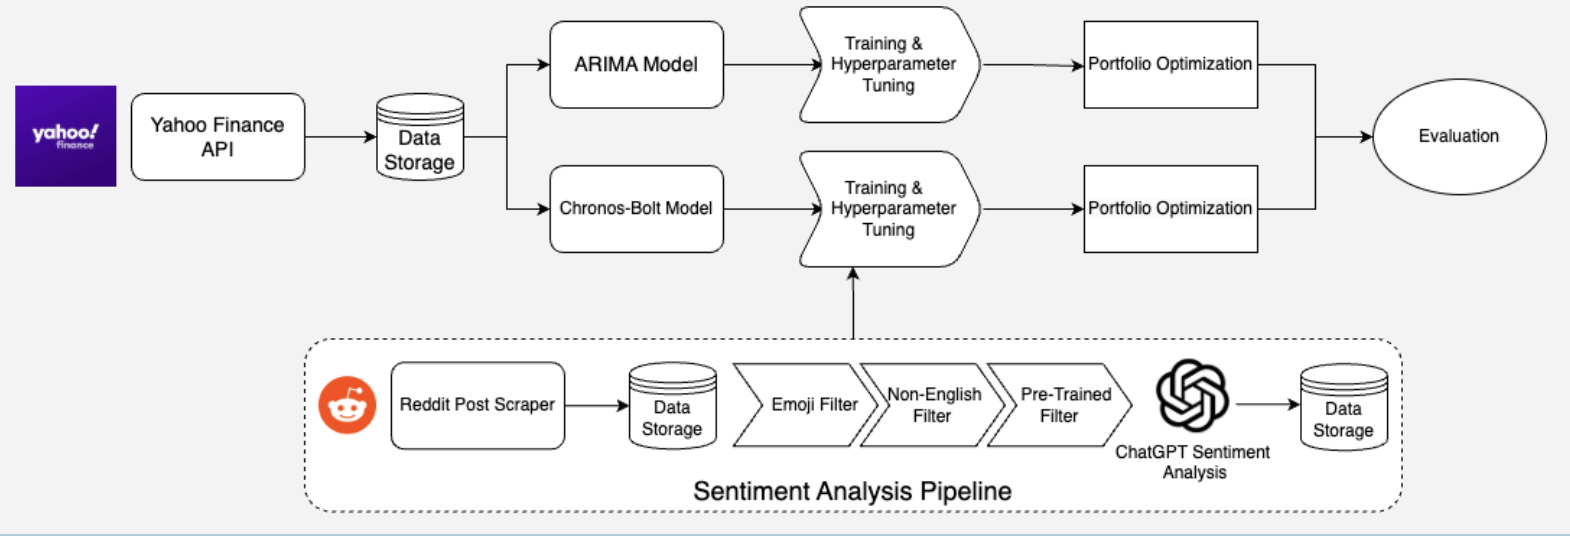 yahoo!
finance
Yahoo Finance
API
Data
Storage
ARIMA Model
Training &
Hyperparameter
Tuning
Portfolio Optimization
Chronos-Bolt Model
Training &
Hyperparameter
Tuning
Portfolio Optimization
Evaluation
Reddit Post Scraper
Data
Storage
Emoji Filter
Non-English
Filter
Pre-Trained
Filter
ChatGPT Sentiment
Analysis
Data
Storage
Sentiment Analysis Pipeline